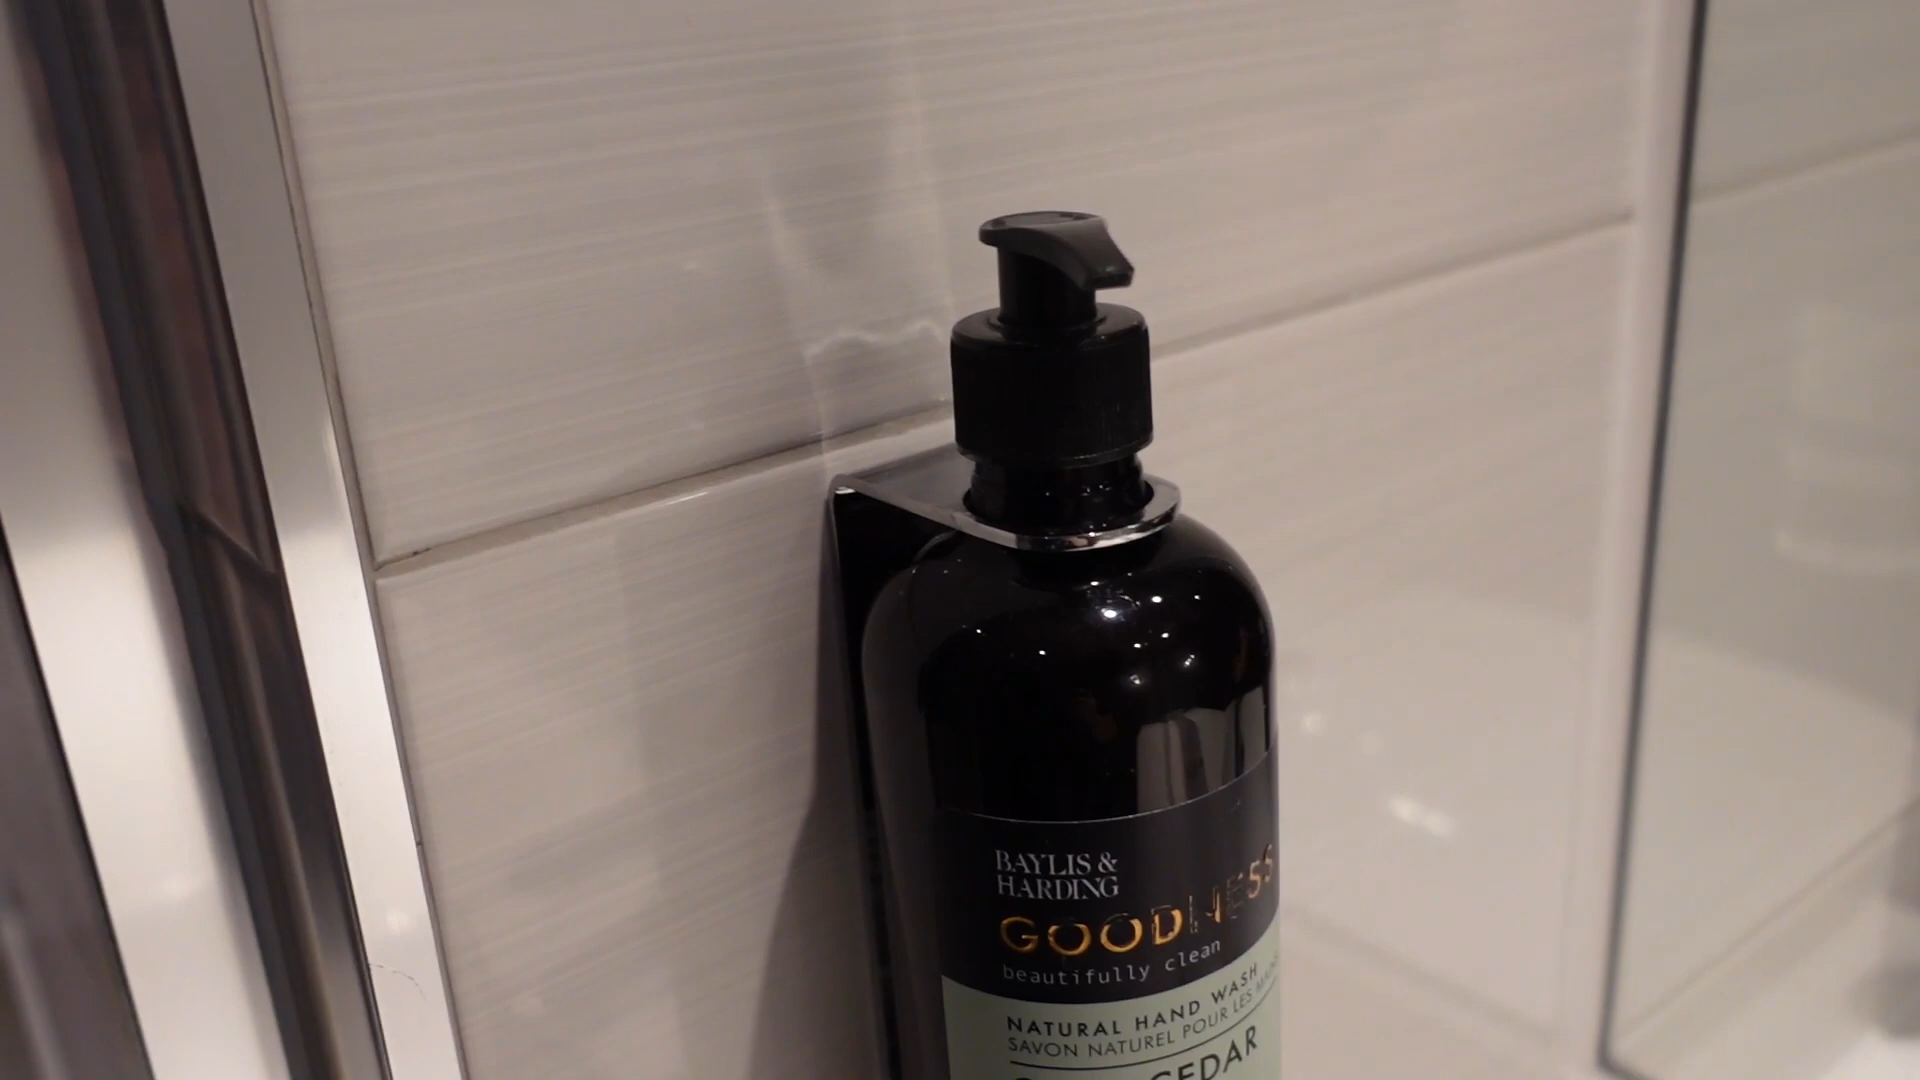 BAYLIS &
HARDING
GOODNESS
beautifully clean
NATURAL HAND WASH
SAVON NATUREL POUR LES MAINS
CEDAR